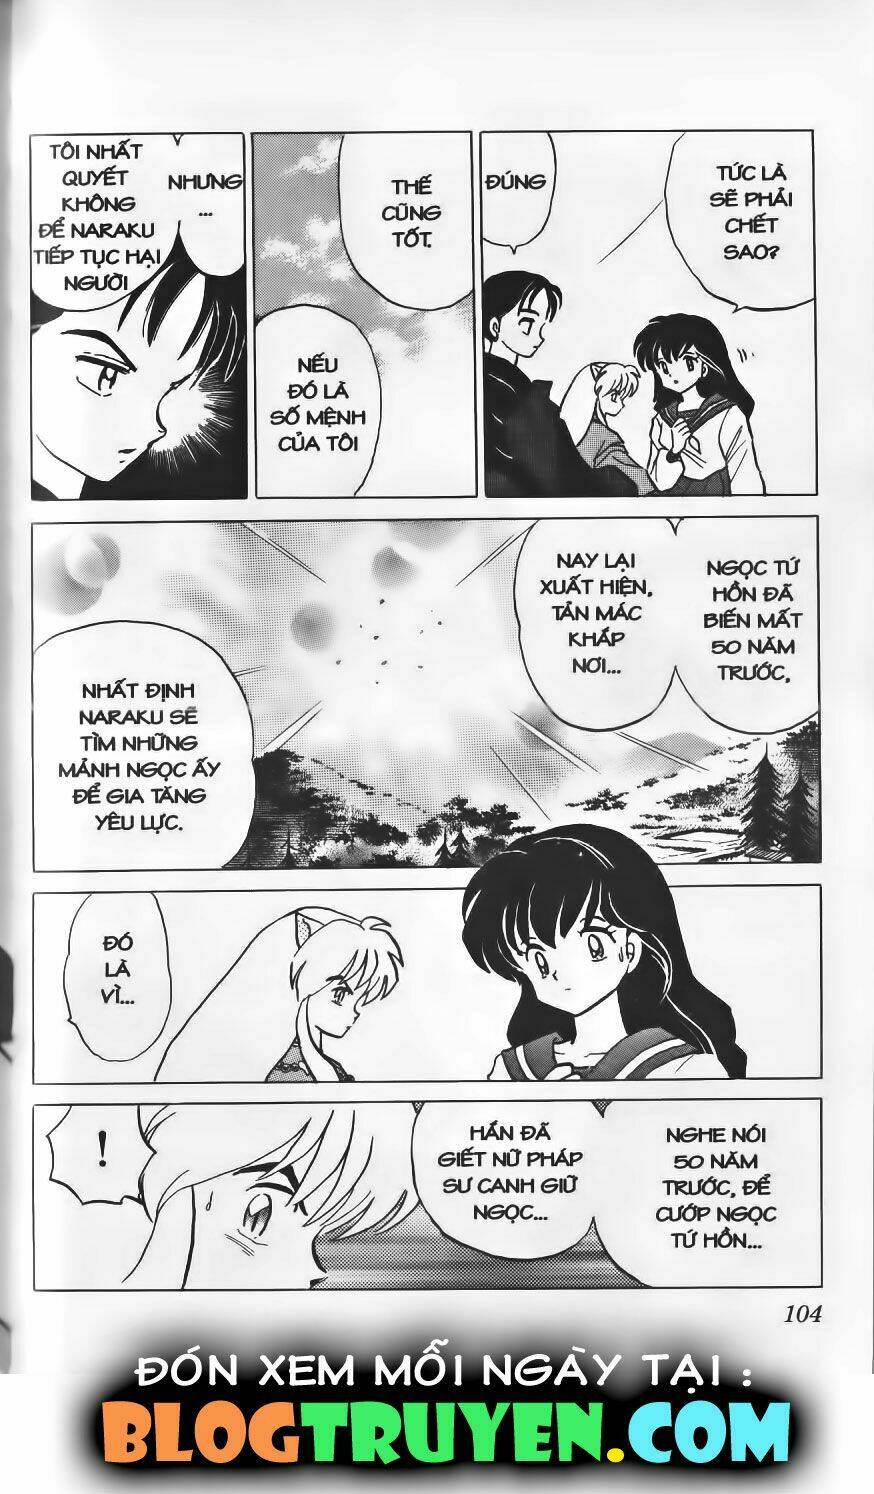 TỨC LÀ
SẼ PHẢI
CHẾT
SAO?
ĐÚNG
THẾ
CŨNG
TỐT.
NẾU
ĐÓ LÀ
SỐ MỆNH
CỦA TÔI
NHƯNG
...
TÔI NHẤT
QUYẾT
KHÔNG
ĐỂ NARAKU
TIẾP TỤC HẠI
NGƯỜI
NGỌC TỨ
HỒN ĐÃ
BIẾN MẤT
50 NĂM
TRƯỚC,
NAY LẠI
XUẤT HIỆN,
TẢN MÁC
KHẮP
NƠI...
NHẤT ĐỊNH
NARAKU SẼ
TÌM NHỮNG
MẢNH NGỌC ẤY
ĐỂ GIA TĂNG
YÊU LỰC.
ĐÓ
LÀ
VÌ...
NGHE NÓI
50 NĂM
TRƯỚC, ĐỂ
CƯỚP NGỌC
TỨ HỒN...
HẮN ĐÃ
GIẾT NỮ PHÁP
SƯ CANH GIỮ
NGỌC...
!
104
ĐÓN XEM MỖI NGÀY TẠI :
BLOGTRUYEN.COM